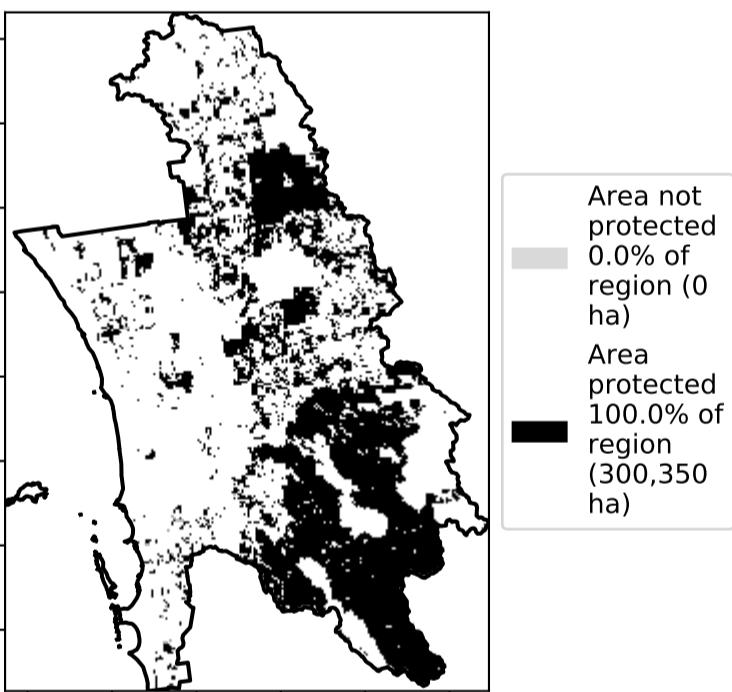 Area not
protected
0.0% of
region (0
ha)
Area
protected
100.0% of
region
(300,350
ha)